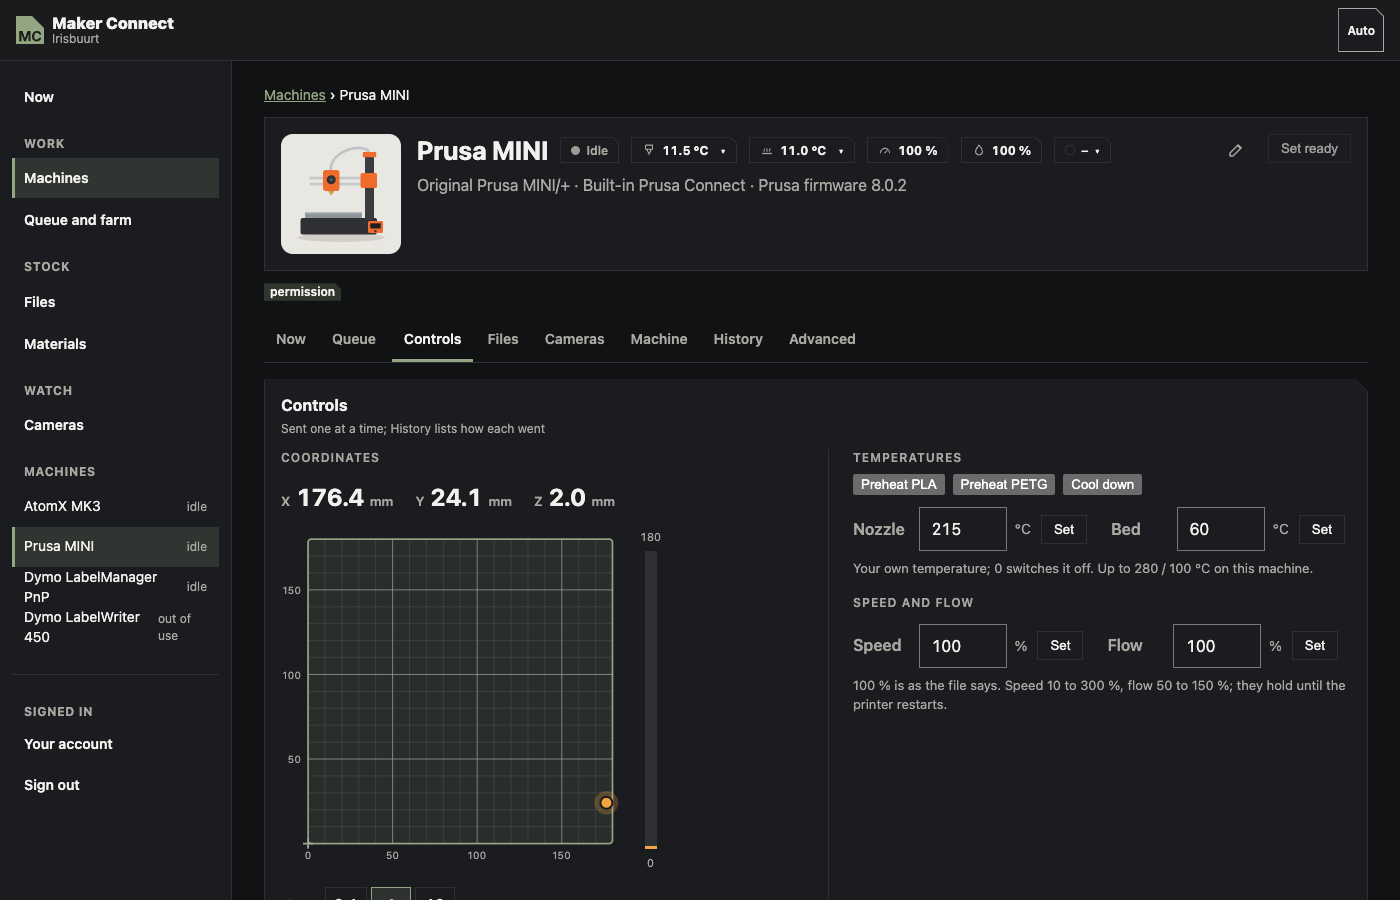 MC
Maker Connect
Irisbuurt
Auto
Now
WORK
Machines
Queue and farm
STOCK
Files
Materials
WATCH
Cameras
MACHINES
AtomX MK3 idle
Prusa MINI idle
Dymo LabelManager PnP idle
Dymo LabelWriter 450 out of use
SIGNED IN
Your account
Sign out
Machines › Prusa MINI
Prusa MINI Idle 11.5 °C ▾ 11.0 °C ▾ 100 % 100 % – ▾ Set ready
Original Prusa MINI/+ · Built-in Prusa Connect · Prusa firmware 8.0.2
permission
Now Queue Controls Files Cameras Machine History Advanced
Controls
Sent one at a time; History lists how each went
COORDINATES
X 176.4 mm Y 24.1 mm Z 2.0 mm
180
150
100
50
0 50 100 150
0
TEMPERATURES
Preheat PLA Preheat PETG Cool down
Nozzle 215 °C Set Bed 60 °C Set
Your own temperature; 0 switches it off. Up to 280 / 100 °C on this machine.
SPEED AND FLOW
Speed 100 % Set Flow 100 % Set
100 % is as the file says. Speed 10 to 300 %, flow 50 to 150 %; they hold until the
printer restarts.